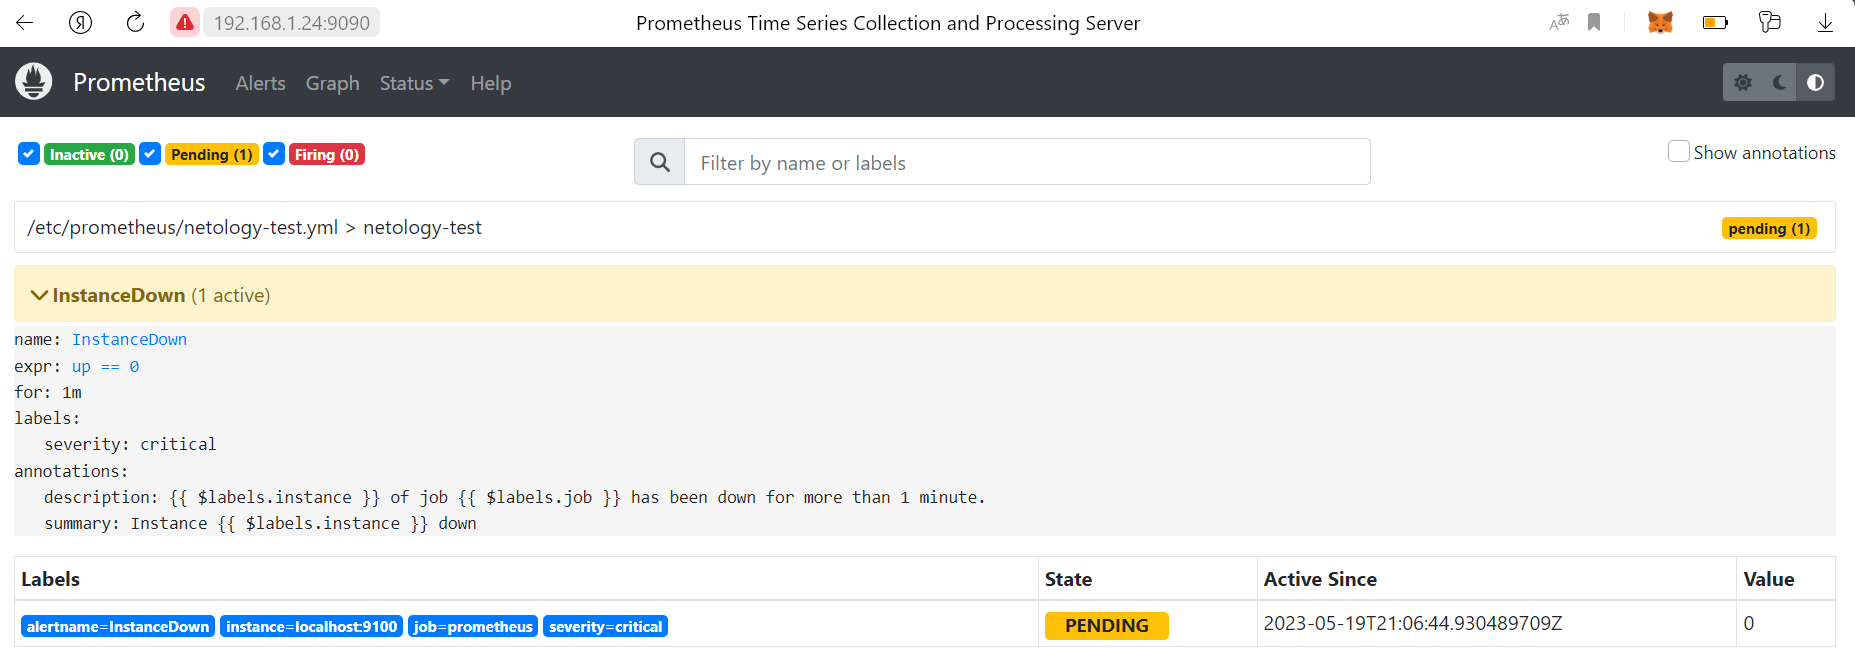 Я 192.168.1.24:9090 Prometheus Time Series Collection and Processing Server
Prometheus Alerts Graph Status Help
Inactive (0) Pending (1) Firing (0) Filter by name or labels Show annotations
/etc/prometheus/netology-test.yml > netology-test pending (1)
InstanceDown (1 active)
name: InstanceDown
expr: up == 0
for: 1m
labels:
severity: critical
annotations:
description: {{ $labels.instance }} of job {{ $labels.job }} has been down for more than 1 minute.
summary: Instance {{ $labels.instance }} down
Labels State Active Since Value
alertname=InstanceDown instance=localhost:9100 job=prometheus severity=critical PENDING 2023-05-19T21:06:44.930489709Z 0